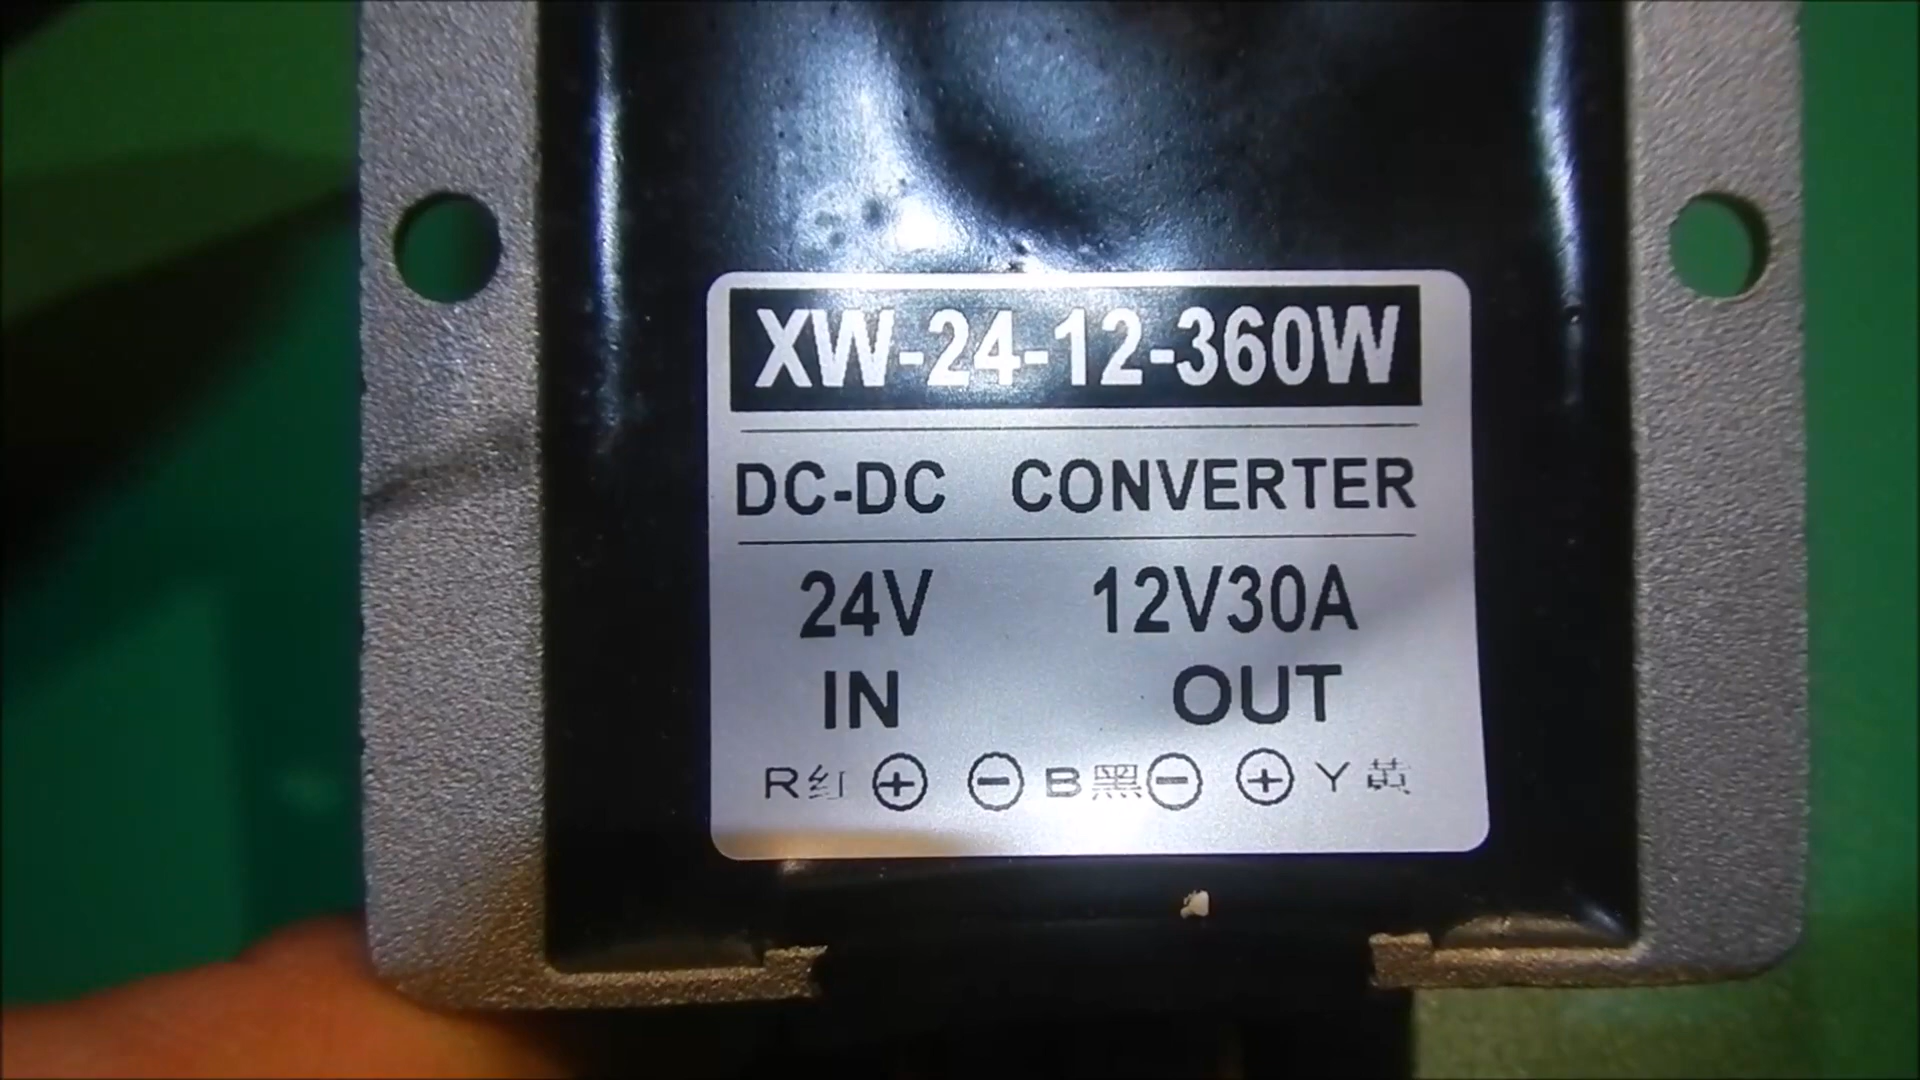 XW-24-12-360W
DC-DC CONVERTER
24V 12V30A
IN OUT
R红 ⊕ ⊖ B黑 ⊖ ⊕ Y黄